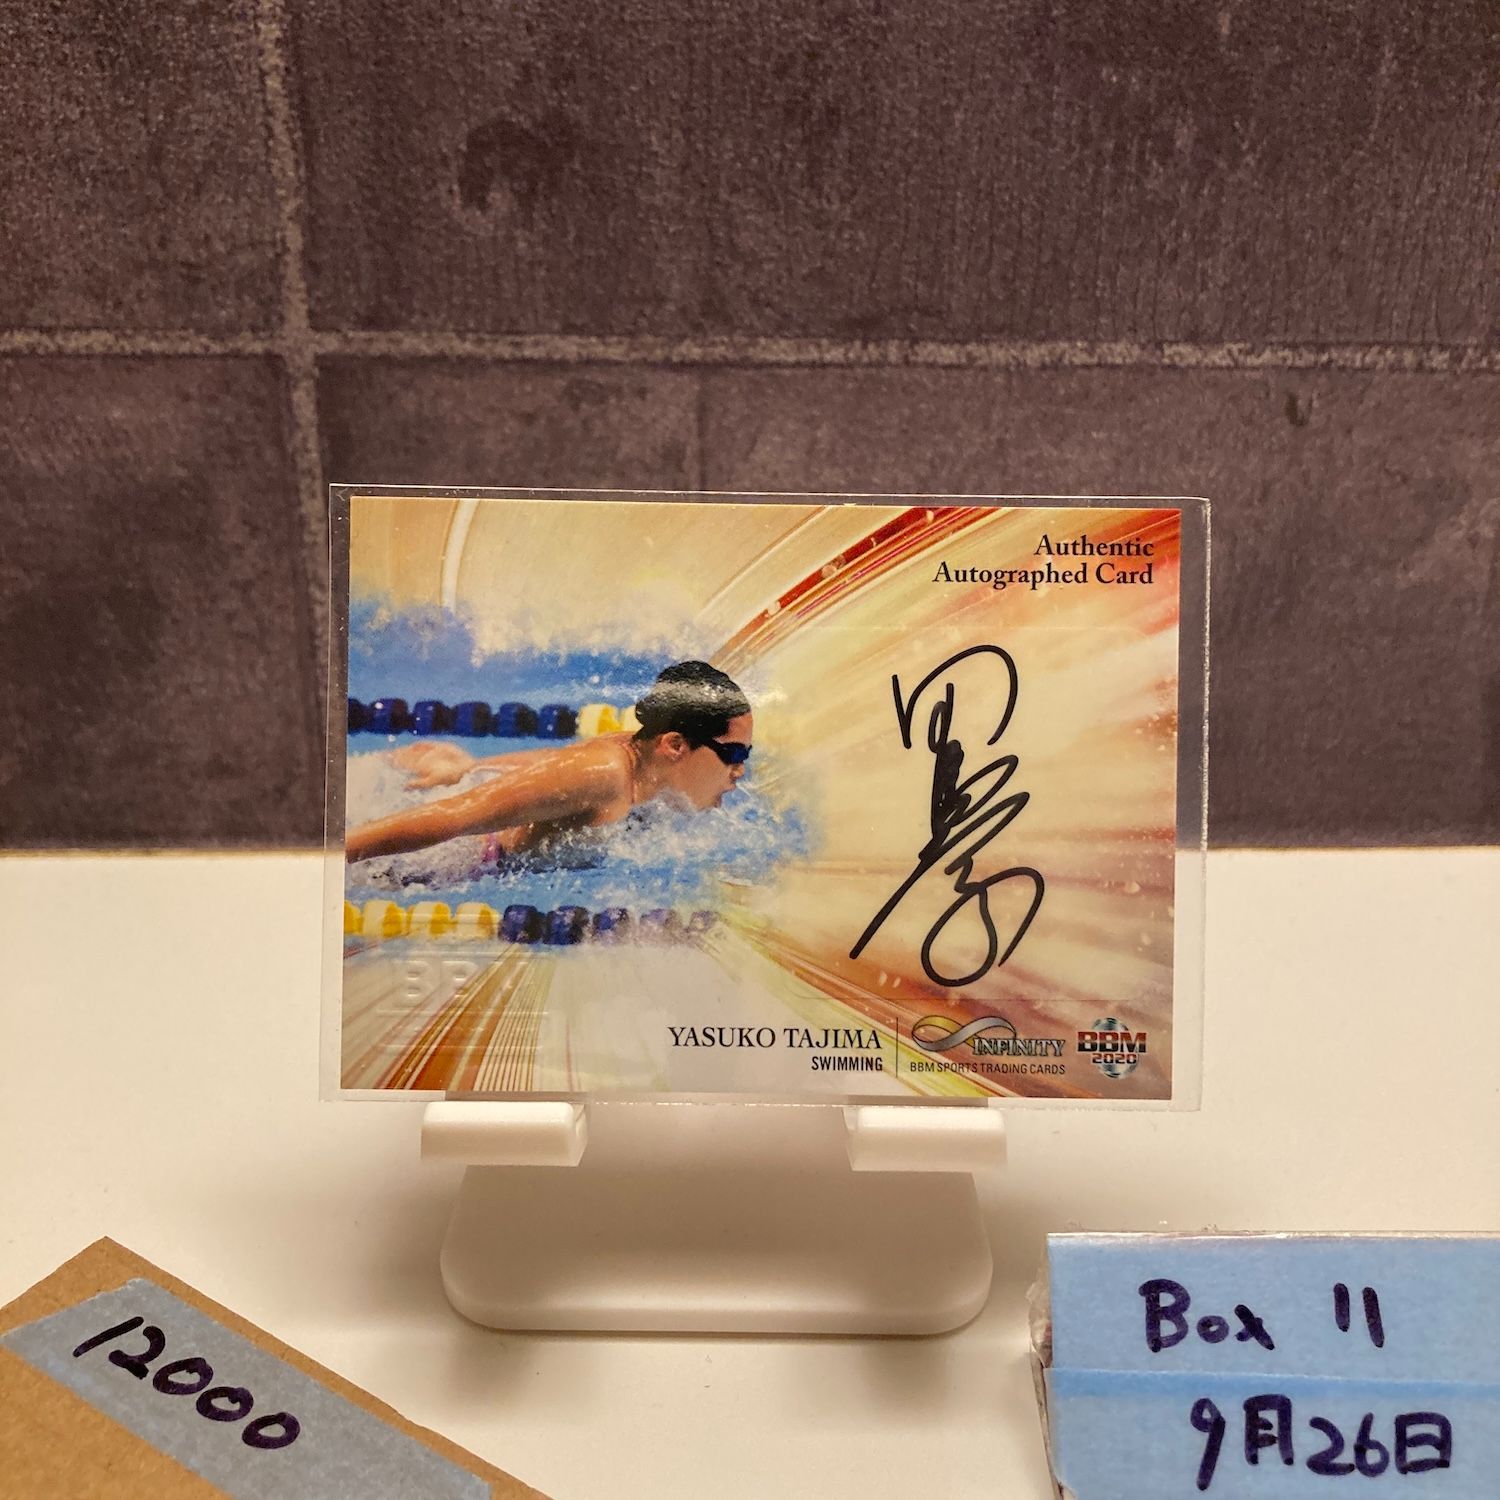 Authentic
Autographed Card
BBM
YASUKO TAJIMA
SWIMMING
INFINITY
BBM SPORTS TRADING CARDS
BBM
2020
12000
Box 11
9月26日